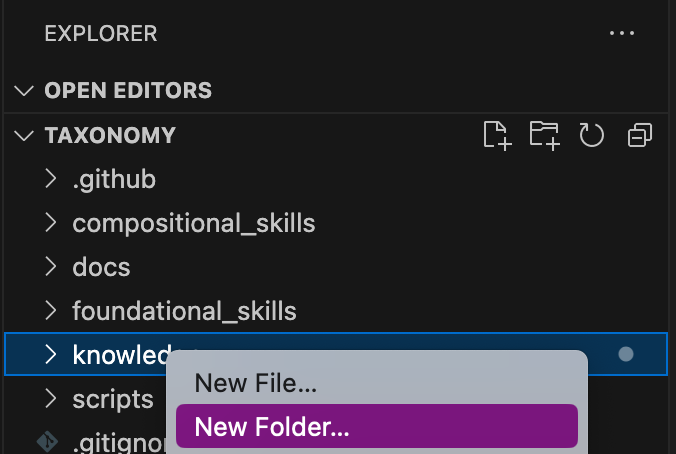 EXPLORER
OPEN EDITORS
TAXONOMY
.github
compositional_skills
docs
foundational_skills
New File...
scripts
New Folder...